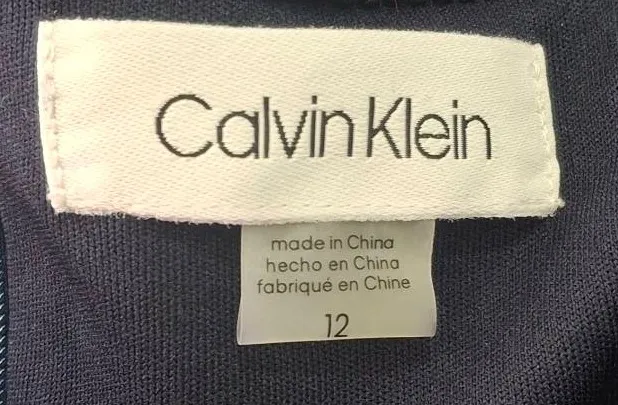 Calvin Klein
made in China
hecho en China
fabriqué en Chine
12